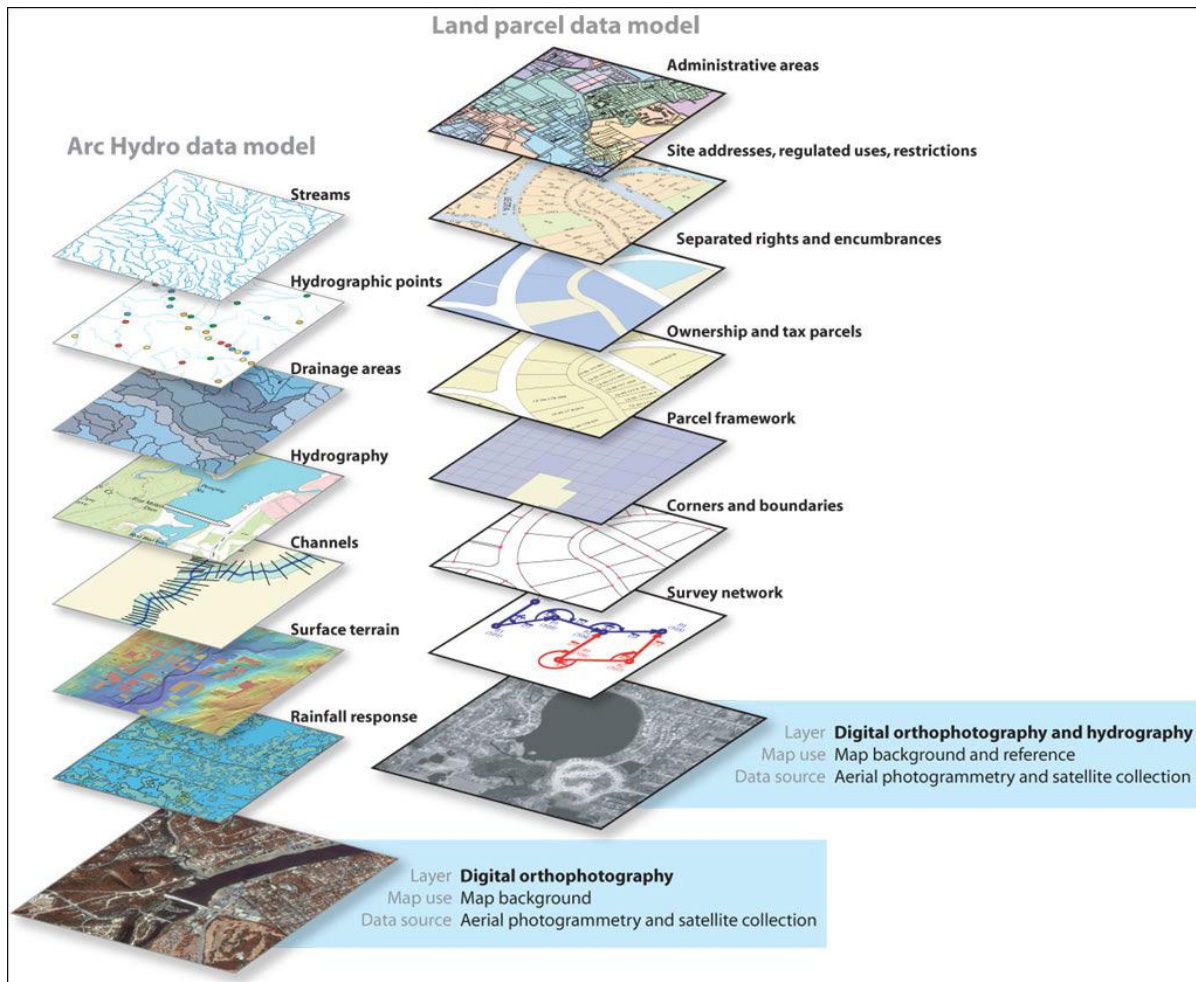 Land parcel data model
Administrative areas
Site addresses, regulated uses, restrictions
Separated rights and encumbrances
Ownership and tax parcels
Parcel framework
Corners and boundaries
Survey network
Layer Digital orthophotography and hydrography
Map use Map background and reference
Data source Aerial photogrammetry and satellite collection
Arc Hydro data model
Streams
Hydrographic points
Drainage areas
Hydrography
Channels
Surface terrain
Rainfall response
Layer Digital orthophotography
Map use Map background
Data source Aerial photogrammetry and satellite collection